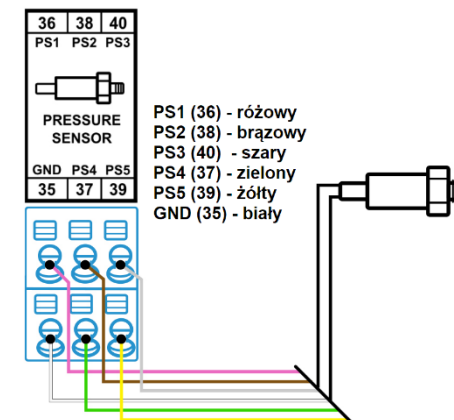 36 38 40
PS1 PS2 PS3
PRESSURE
SENSOR
GND PS4 PS5
35 37 39
PS1 (36) - różowy
PS2 (38) - brązowy
PS3 (40) - szary
PS4 (37) - zielony
PS5 (39) - żółty
GND (35) - biały